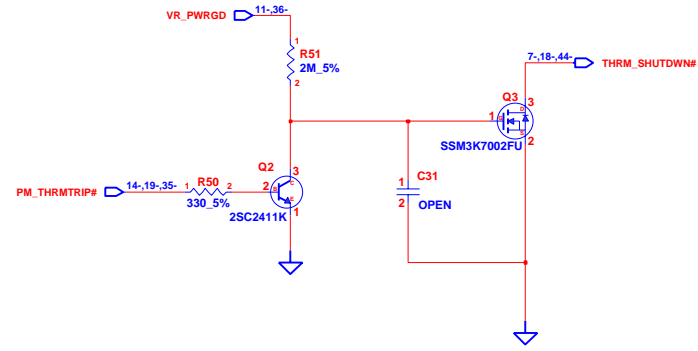 VR_PWRGD 11-,36-
1
R51
2M_5%
2
7-,18-,44- THRM_SHUTDWN#
Q3
3
1
G
D
S
2
SSM3K7002FU
Q2
3
C
PM_THRMTRIP# 14-,19-,35- 1 R50 2
330_5%
2
B
E
1
2SC2411K
C31
1
2
OPEN